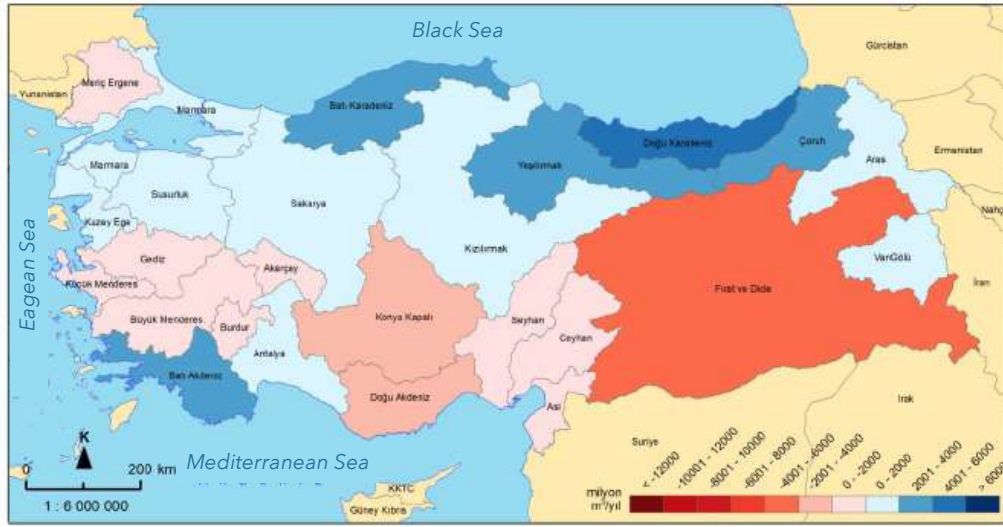 Black Sea
Gürcistan
Meriç Ergene
Yunanistan
Marmara
Batı Karadeniz
Doğu Karadeniz
Çoruh
Yeşilırmak
Ermenistan
Aras
Marmara
Susurluk
Sakarya
Nahç
Kuzey Ege
Kızılırmak
Gediz
Akarçay
VanGölü
İran
Eagean Sea
Küçük Menderes
Fırat ve Dicle
Büyük Menderes
Burdur
Konya Kapalı
Seyhan
Ceyhan
Antalya
Batı Akdeniz
Doğu Akdeniz
Asi
Irak
K
Suriye
0
200 km
Mediterranean Sea
1 : 6 000 000
KKTC
Güney Kıbrıs
milyon
m³/yıl
< -12000
-10001 - -12000
-8001 - -10000
-6001 - -8000
-4001 - -6000
-2001 - -4000
0 - -2000
0 - 2000
2001 - 4000
4001 - 6000
> 6000